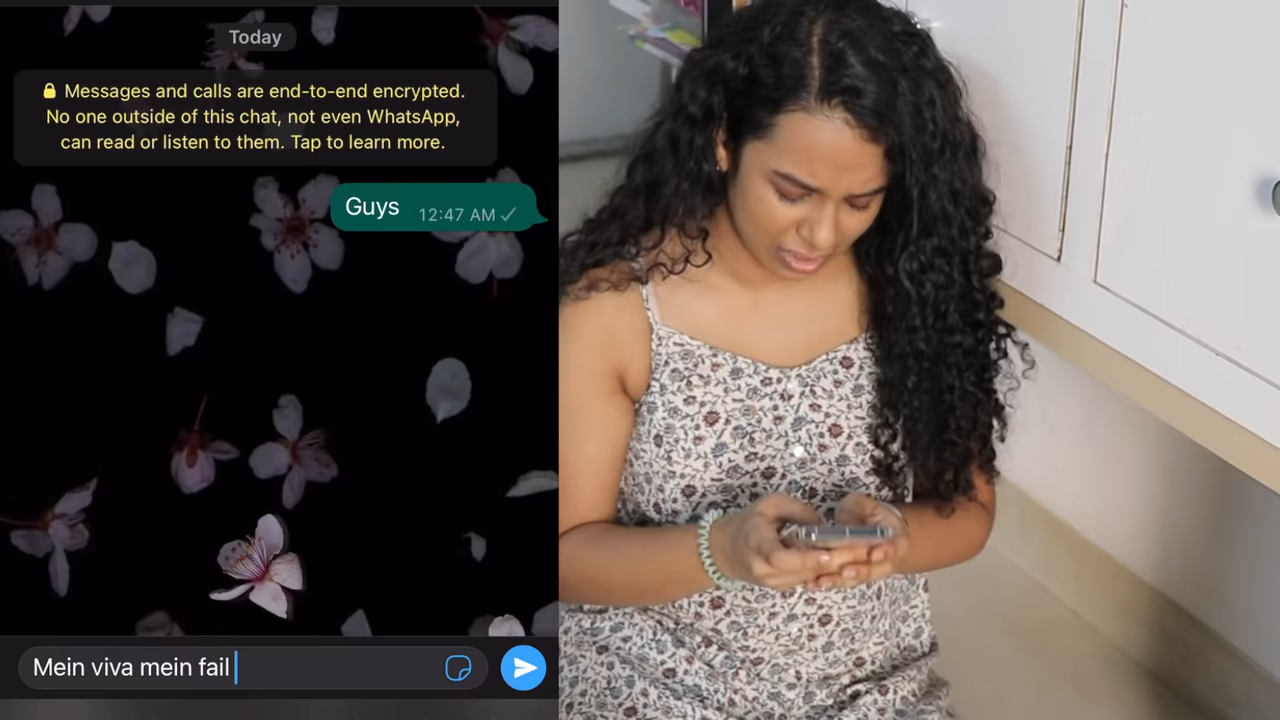 Today
Messages and calls are end-to-end encrypted.
No one outside of this chat, not even WhatsApp,
can read or listen to them. Tap to learn more.
Guys 12:47 AM
Mein viva mein fail